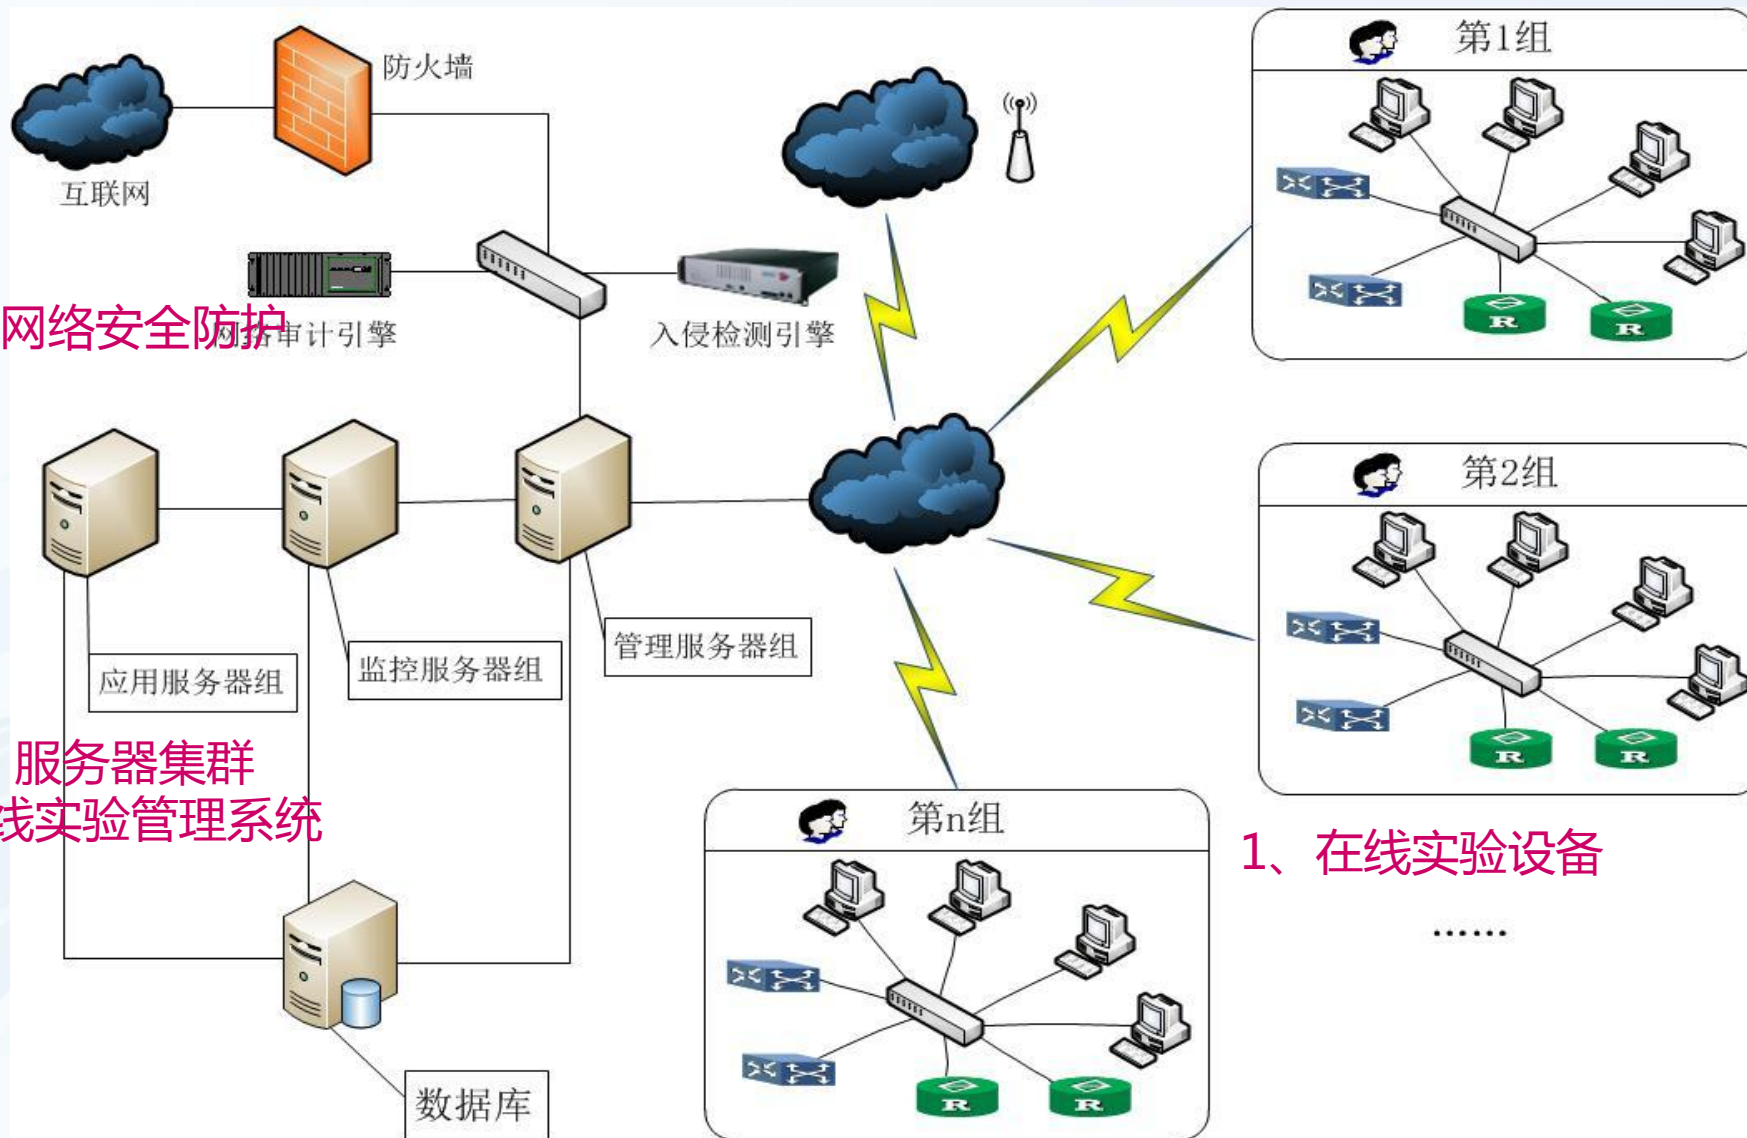 防火墙
互联网
网络安全防护
网络审计引擎
入侵检测引擎
应用服务器组
监控服务器组
管理服务器组
服务器集群
线实验管理系统
数据库
第1组
R
R
第2组
R
R
第n组
R
R
1、在线实验设备
……